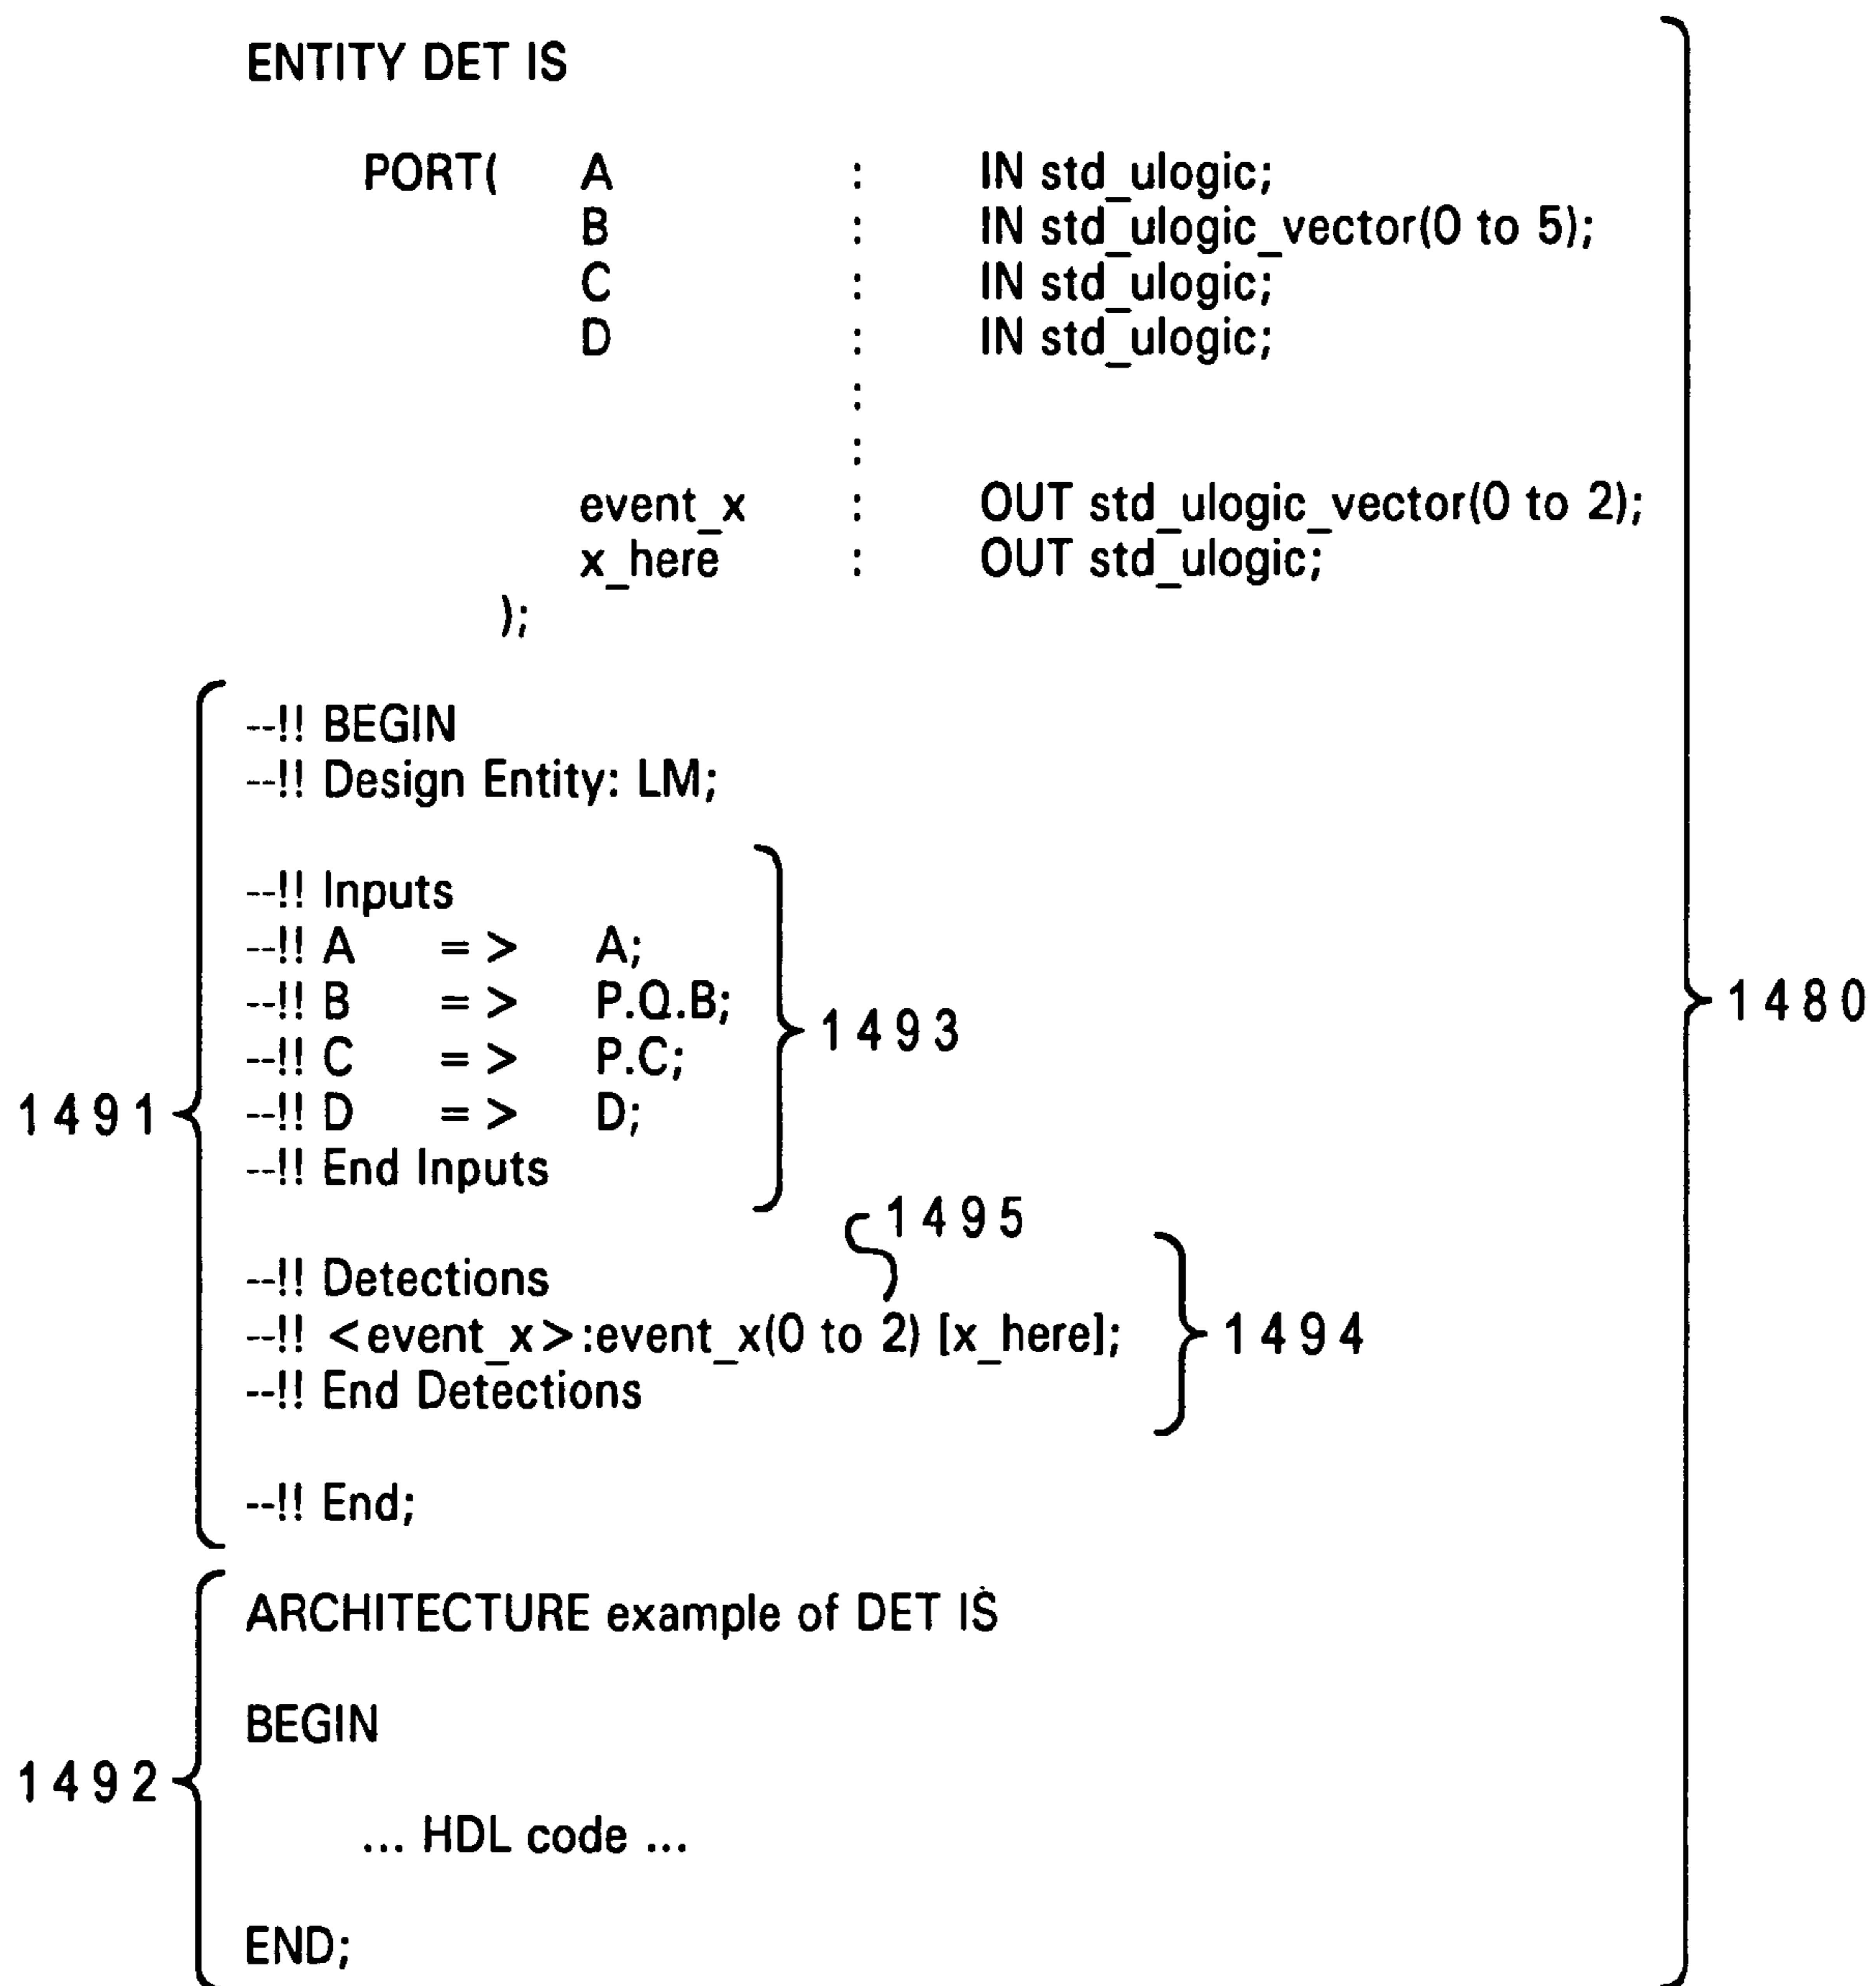 ENTITY DET IS
PORT( A : IN std_ulogic;
B : IN std_ulogic_vector(0 to 5);
C : IN std_ulogic;
D : IN std_ulogic;
:
:
event_x : OUT std_ulogic_vector(0 to 2);
x_here : OUT std_ulogic;
);
--!! BEGIN
--!! Design Entity: LM;
--!! Inputs
--!! A => A;
--!! B => P.Q.B;
1480
1493
--!! C => P.C;
--!! D => D;
1491
--!! End Inputs
1495
--!! Detections
--!! <event_x>:event_x(0 to 2) [x_here];
1494
--!! End Detections
--!! End;
ARCHITECTURE example of DET IS
BEGIN
1492
... HDL code ...
END;